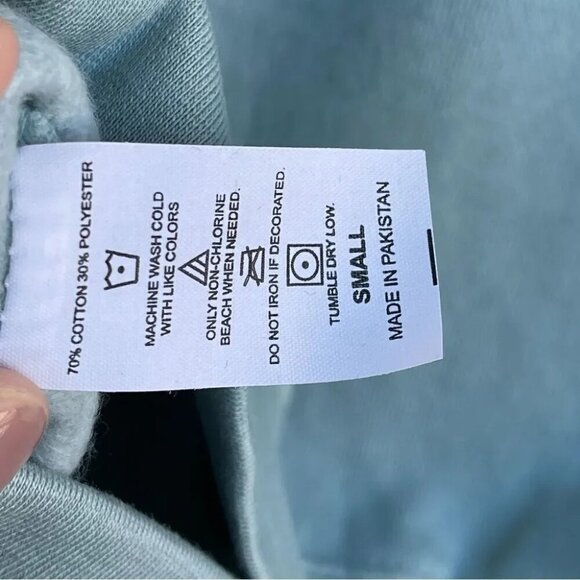 70% COTTON 30% POLYESTER
MACHINE WASH COLD
WITH LIKE COLORS
ONLY NON-CHLORINE
BEACH WHEN NEEDED.
DO NOT IRON IF DECORATED.
TUMBLE DRY LOW.
SMALL
MADE IN PAKISTAN